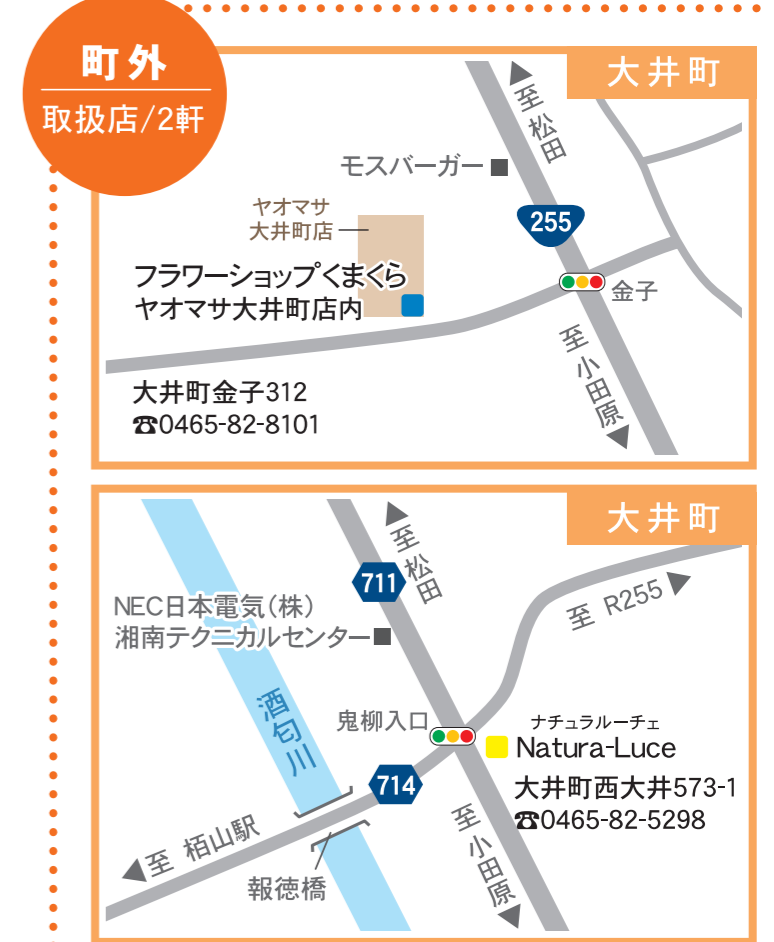 町外
取扱店/2軒
大井町
至松田
モスバーガー
255
ヤオマサ
大井町店
フラワーショップくまくら
ヤオマサ大井町店内
金子
至小田原
大井町金子312
☎0465-82-8101
大井町
至松田
711
至 R255
NEC日本電気(株)
湘南テクニカルセンター
酒匂川
鬼柳入口
ナチュラルーチェ
Natura-Luce
大井町西大井573-1
☎0465-82-5298
714
至小田原
至 栢山駅
報徳橋